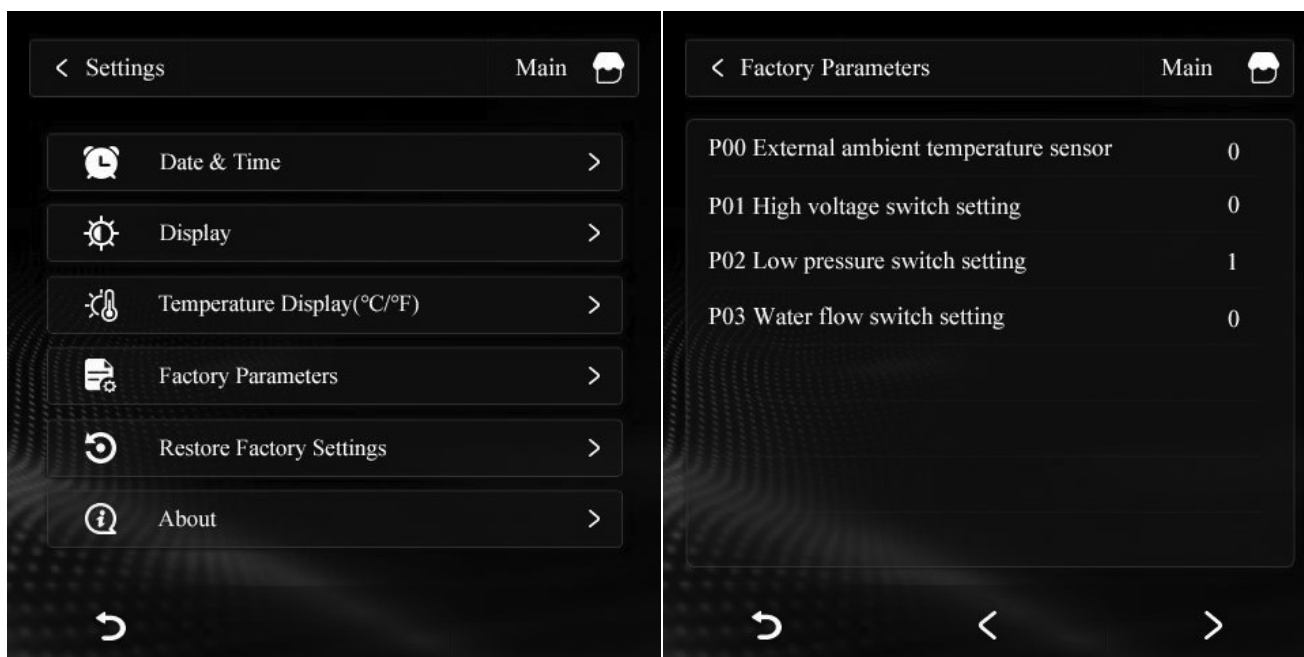 Settings
Main
Date & Time
Display
Temperature Display(°C/°F)
Factory Parameters
Restore Factory Settings
About
Factory Parameters
Main
P00 External ambient temperature sensor 0
P01 High voltage switch setting 0
P02 Low pressure switch setting 1
P03 Water flow switch setting 0